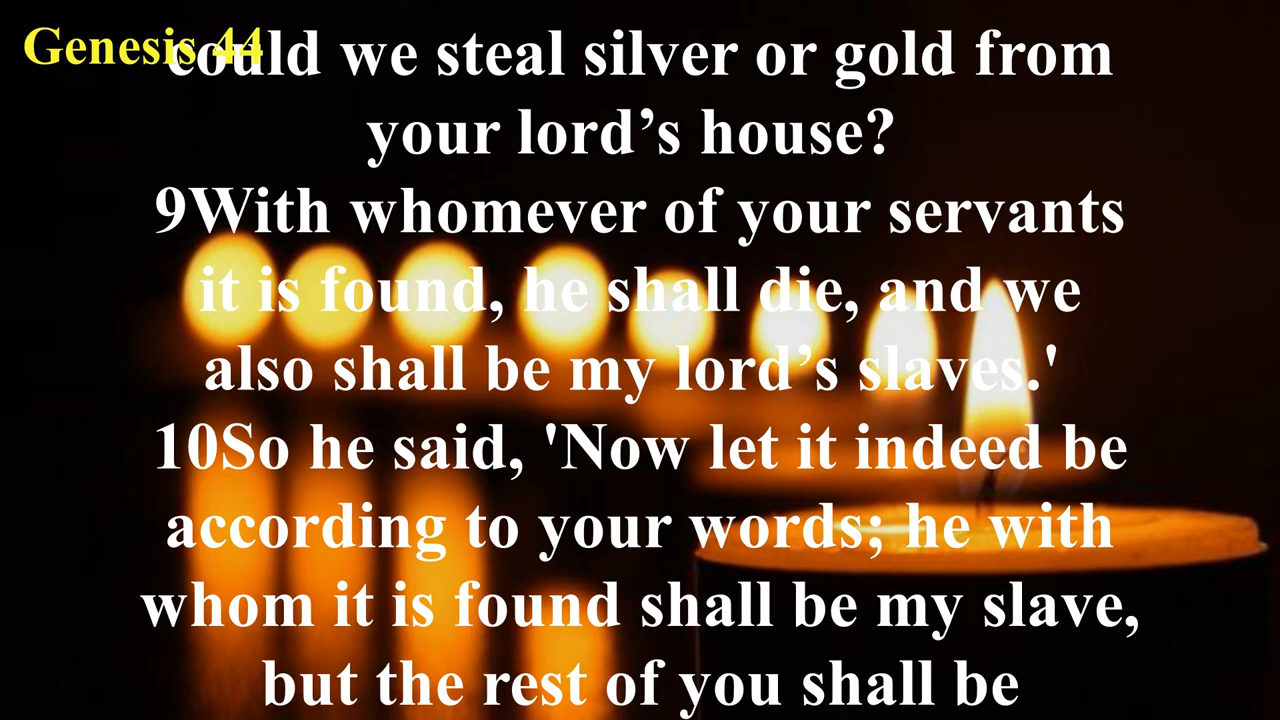 Genesis 44
could we steal silver or gold from
your lord’s house?
9With whomever of your servants
it is found, he shall die, and we
also shall be my lord’s slaves.'
10So he said, 'Now let it indeed be
according to your words; he with
whom it is found shall be my slave,
but the rest of you shall be